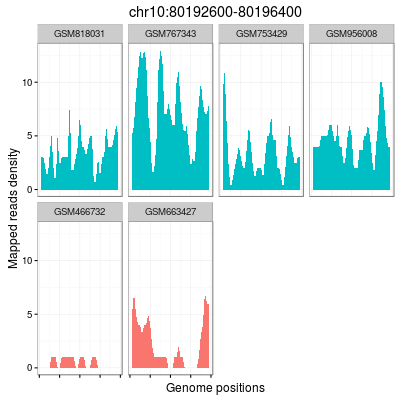 chr10:80192600-80196400
GSM818031 GSM767343 GSM753429 GSM956008
10
5
0
GSM466732 GSM663427
10
5
0
Mapped reads density
Genome positions